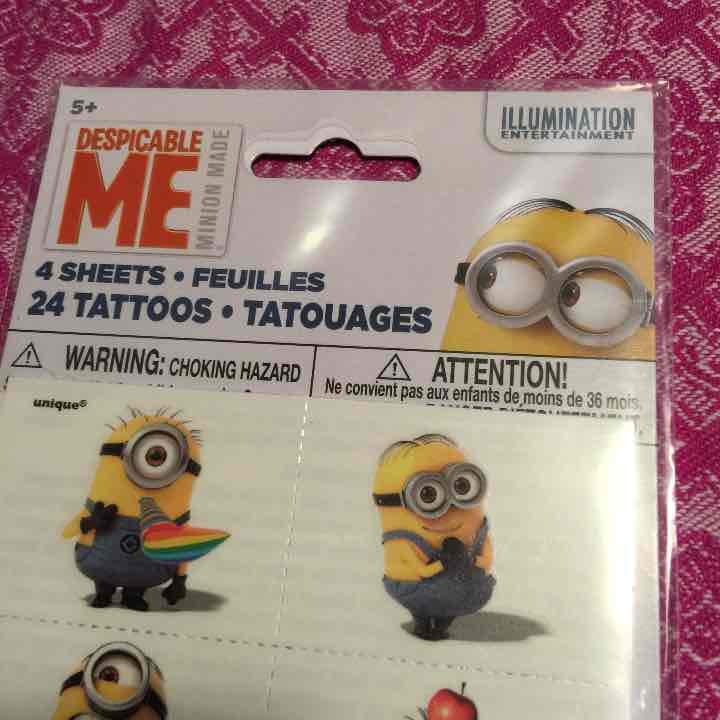 5+
ILLUMINATION
ENTERTAINMENT
DESPICABLE
ME
MINION MADE
4 SHEETS • FEUILLES
24 TATTOOS • TATOUAGES
WARNING: CHOKING HAZARD
ATTENTION!
Ne convient pas aux enfants de moins de 36 mois.
unique®